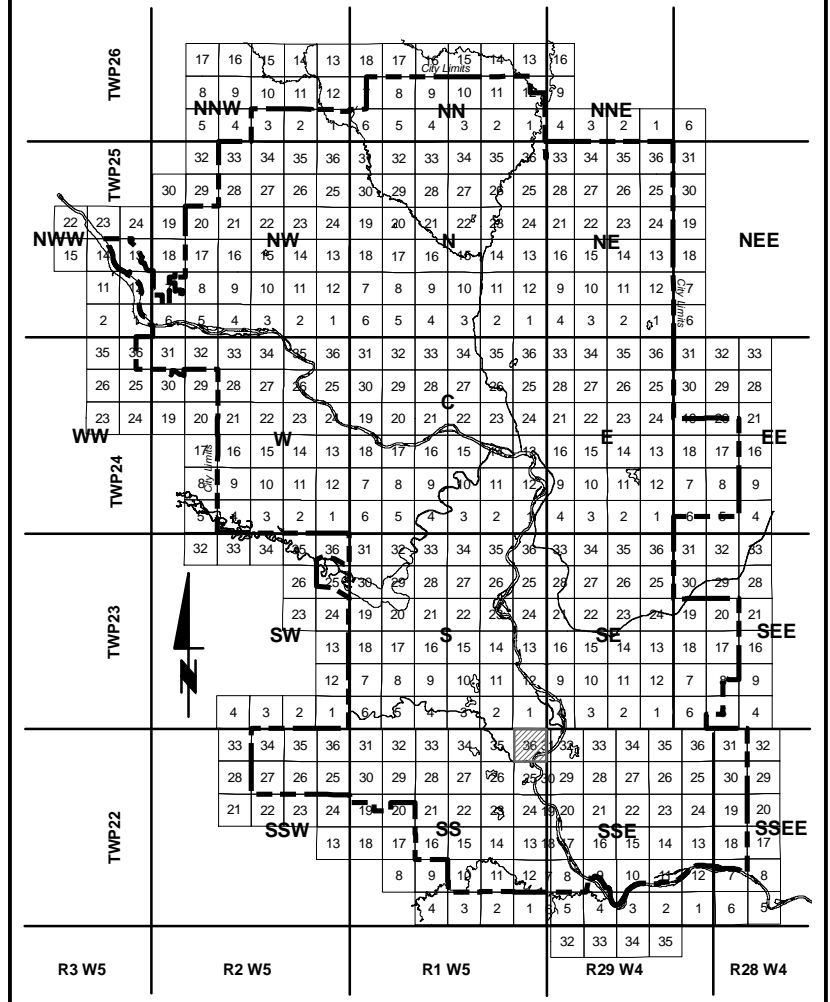 TWP26
17 16 15 14 13 18 17 16 15 14 13 16
City Limits
8 9 10 11 12 8 9 10 11 12 9
NNW NN NNE
5 4 3 2 1 6 5 4 3 2 1 4 3 2 1 6
TWP25
32 33 34 35 36 31 32 33 34 35 36 33 34 35 36 31
30 29 28 27 26 25 30 29 28 27 26 25 28 27 26 25 30
22 23 24 19 20 21 22 23 24 19 20 21 22 23 24 21 22 23 24 19
NWW NW N NE NEE
15 14 13 18 17 16 15 14 13 18 17 16 15 14 13 16 15 14 13 18
11 8 9 10 11 12 7 8 9 10 11 12 9 10 11 12 7
City Limits
2 6 5 4 3 2 1 6 5 4 3 2 1 4 3 2 1 6
35 36 31 32 33 34 35 36 31 32 33 34 35 36 33 34 35 36 31 32 33
26 25 30 29 28 27 26 25 30 29 28 27 26 25 28 27 26 25 30 29 28
C
23 24 19 20 21 22 23 24 19 20 21 22 23 24 21 22 23 24 19 20 21
WW W E EE
TWP24
17 16 15 14 13 18 17 16 15 14 13 16 15 14 13 18 17 16
City Limits
8 9 10 11 12 7 8 9 10 11 12 9 10 11 12 7 8 9
5 4 3 2 1 6 5 4 3 2 1 4 3 2 1 6 5 4
TWP23
32 33 34 35 36 31 32 33 34 35 36 33 34 35 36 31 32 33
26 25 30 29 28 27 26 25 28 27 26 25 30 29 28
23 24 19 20 21 22 23 24 21 22 23 24 19 20 21
SW S SE SEE
N
13 18 17 16 15 14 13 16 15 14 13 18 17 16
12 7 8 9 10 11 12 9 10 11 12 7 8 9
4 3 2 1 6 5 4 3 2 1 3 2 1 6 4
TWP22
33 34 35 36 31 32 33 34 35 36 31 32 33 34 35 36 31 32
28 27 26 25 30 29 28 27 26 25 30 29 28 27 26 25 30 29
21 22 23 24 19 20 21 22 23 24 19 20 21 22 23 24 19 20
SSW SS SSE SSEE
13 18 17 16 15 14 13 18 17 16 15 14 13 18 17
8 9 10 11 12 7 8 9 10 11 12 7 8
4 3 2 1 5 4 3 2 1 6 5
32 33 34 35
R3 W5 R2 W5 R1 W5 R29 W4 R28 W4